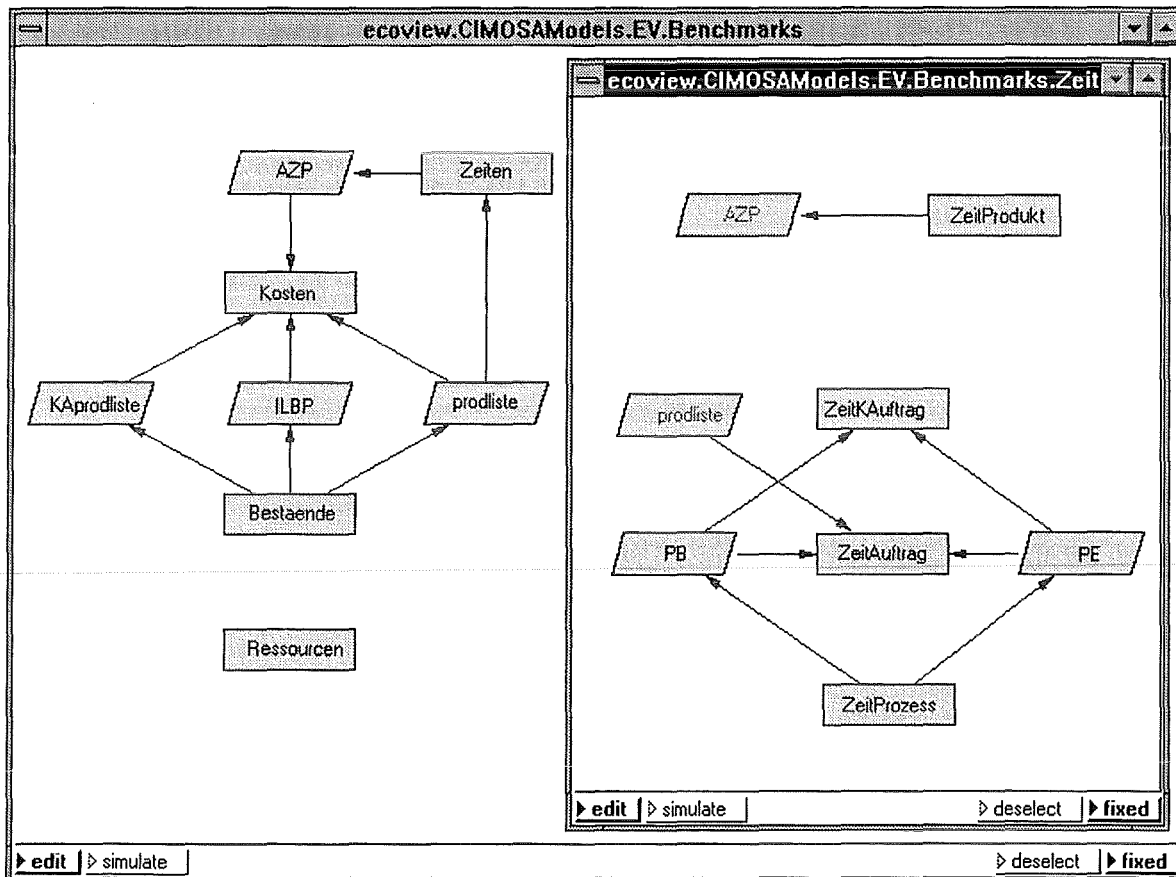 ecoview.CIMOSAModels.EV.Benchmarks
AZP
Zeiten
Kosten
KAprodliste
ILBP
prodliste
Bestaende
Ressourcen
edit
simulate
deselect
fixed
ecoview.CIMOSAModels.EV.Benchmarks.Zeit
AZP
ZeitProdukt
prodliste
ZeitKAuftrag
PB
ZeitAuftrag
PE
ZeitProzess
edit
simulate
deselect
fixed